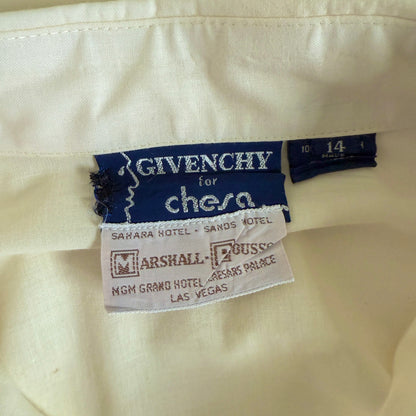 GIVENCHY
for
chesa
14
SAHARA HOTEL - SANDS HOTEL
MARSHALL - ROUSSO
MGM GRAND HOTEL CAESARS PALACE
LAS VEGAS